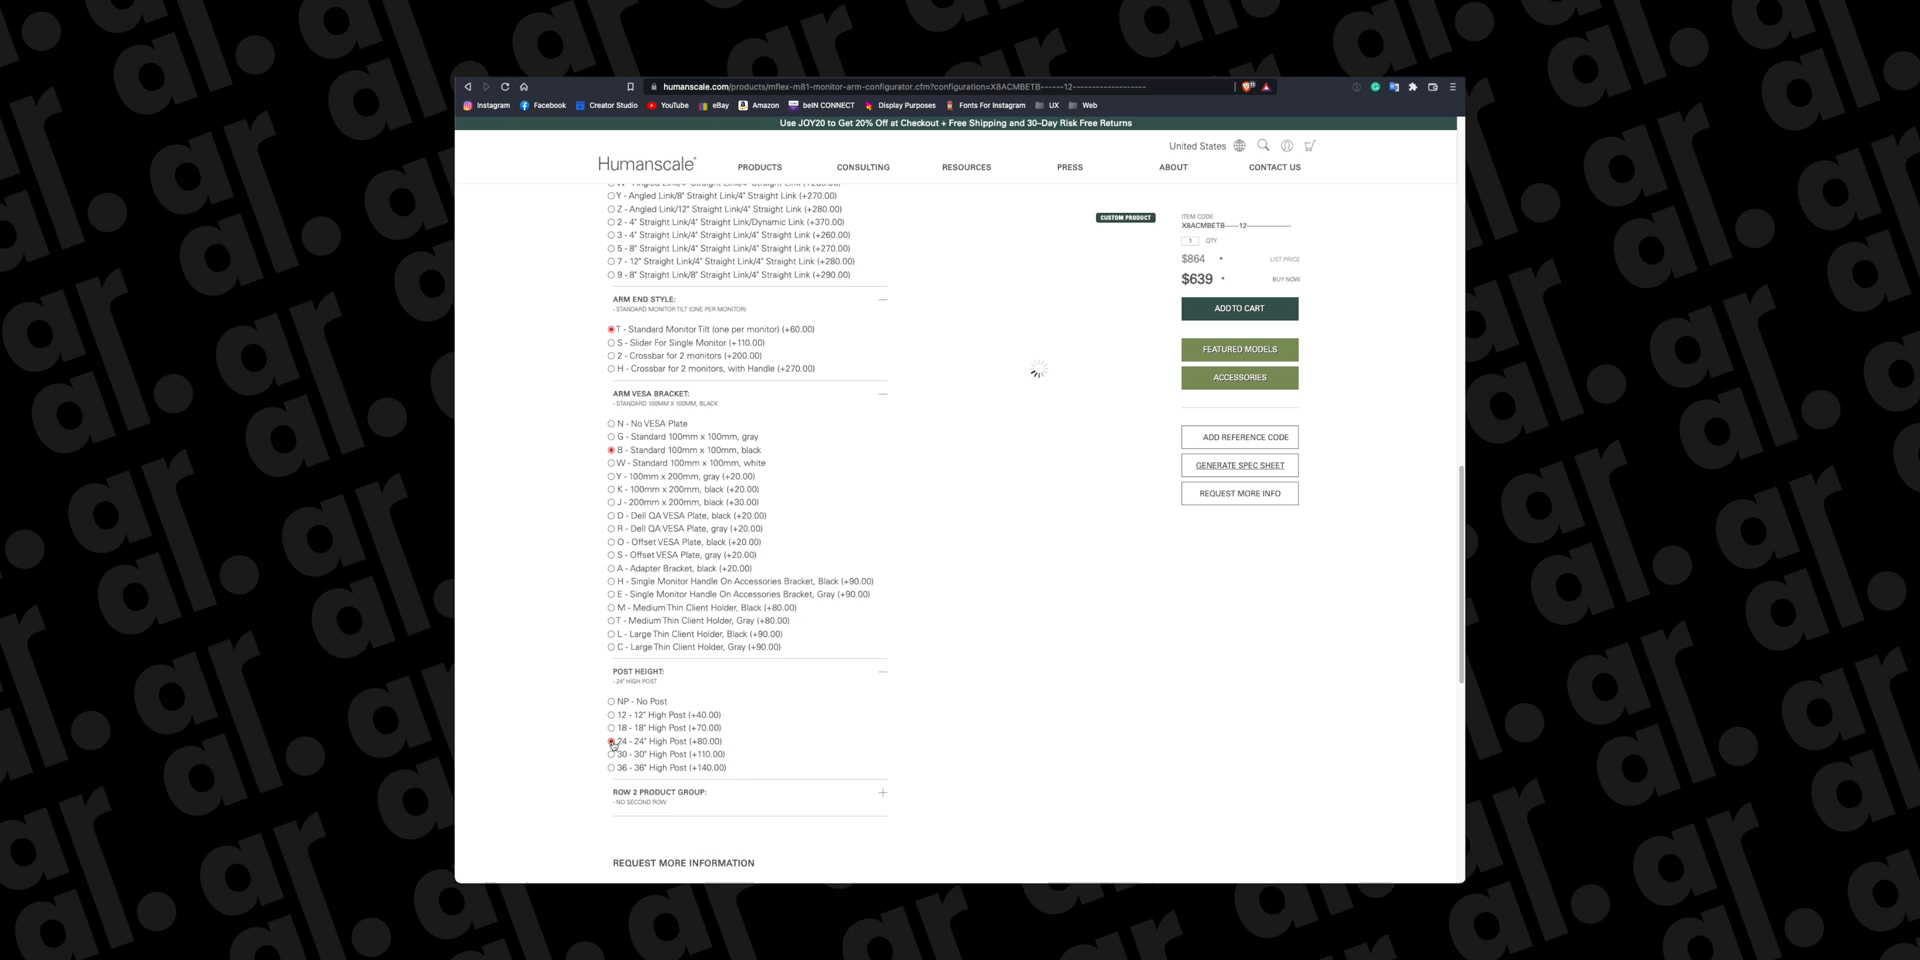 humanscale.com/products/mflex-m81-monitor-arm-configurator.cfm?configuration=X8ACMBETB------12--------------------
Instagram Facebook Creator Studio YouTube eBay Amazon beIN CONNECT Display Purposes Fonts For Instagram UX Web
Use JOY20 to Get 20% Off at Checkout + Free Shipping and 30-Day Risk Free Returns
United States
Humanscale
PRODUCTS CONSULTING RESOURCES PRESS ABOUT CONTACT US
W - Angled Link/4" Straight Link/4" Straight Link
Y - Angled Link/8" Straight Link/4" Straight Link (+270.00)
Z - Angled Link/12" Straight Link/4" Straight Link (+280.00)
2 - 4" Straight Link/4" Straight Link/Dynamic Link (+370.00)
3 - 4" Straight Link/4" Straight Link/4" Straight Link (+260.00)
5 - 8" Straight Link/4" Straight Link/4" Straight Link (+270.00)
7 - 12" Straight Link/4" Straight Link/4" Straight Link (+280.00)
9 - 8" Straight Link/8" Straight Link/4" Straight Link (+290.00)
ARM END STYLE:
- STANDARD MONITOR TILT (ONE PER MONITOR)
T - Standard Monitor Tilt (one per monitor) (+60.00)
S - Slider For Single Monitor (+110.00)
2 - Crossbar for 2 monitors (+200.00)
H - Crossbar for 2 monitors, with Handle (+270.00)
ARM VESA BRACKET:
- STANDARD 100MM X 100MM, BLACK
N - No VESA Plate
G - Standard 100mm x 100mm, gray
B - Standard 100mm x 100mm, black
W - Standard 100mm x 100mm, white
Y - 100mm x 200mm, gray (+20.00)
K - 100mm x 200mm, black (+20.00)
J - 200mm x 200mm, black (+30.00)
D - Dell QA VESA Plate, black (+20.00)
R - Dell QA VESA Plate, gray (+20.00)
O - Offset VESA Plate, black (+20.00)
S - Offset VESA Plate, gray (+20.00)
A - Adapter Bracket, black (+20.00)
H - Single Monitor Handle On Accessories Bracket, Black (+90.00)
E - Single Monitor Handle On Accessories Bracket, Gray (+90.00)
M - Medium Thin Client Holder, Black (+80.00)
T - Medium Thin Client Holder, Gray (+80.00)
L - Large Thin Client Holder, Black (+90.00)
C - Large Thin Client Holder, Gray (+90.00)
POST HEIGHT:
- 24" HIGH POST
NP - No Post
12 - 12" High Post (+40.00)
18 - 18" High Post (+70.00)
24 - 24" High Post (+80.00)
30 - 30" High Post (+110.00)
36 - 36" High Post (+140.00)
ROW 2 PRODUCT GROUP:
- NO SECOND ROW
REQUEST MORE INFORMATION
CUSTOM PRODUCT
ITEM CODE
X8ACMBETB------12--------------------
1 QTY
$864 * LIST PRICE
$639 * BUY NOW
ADD TO CART
FEATURED MODELS
ACCESSORIES
ADD REFERENCE CODE
GENERATE SPEC SHEET
REQUEST MORE INFO